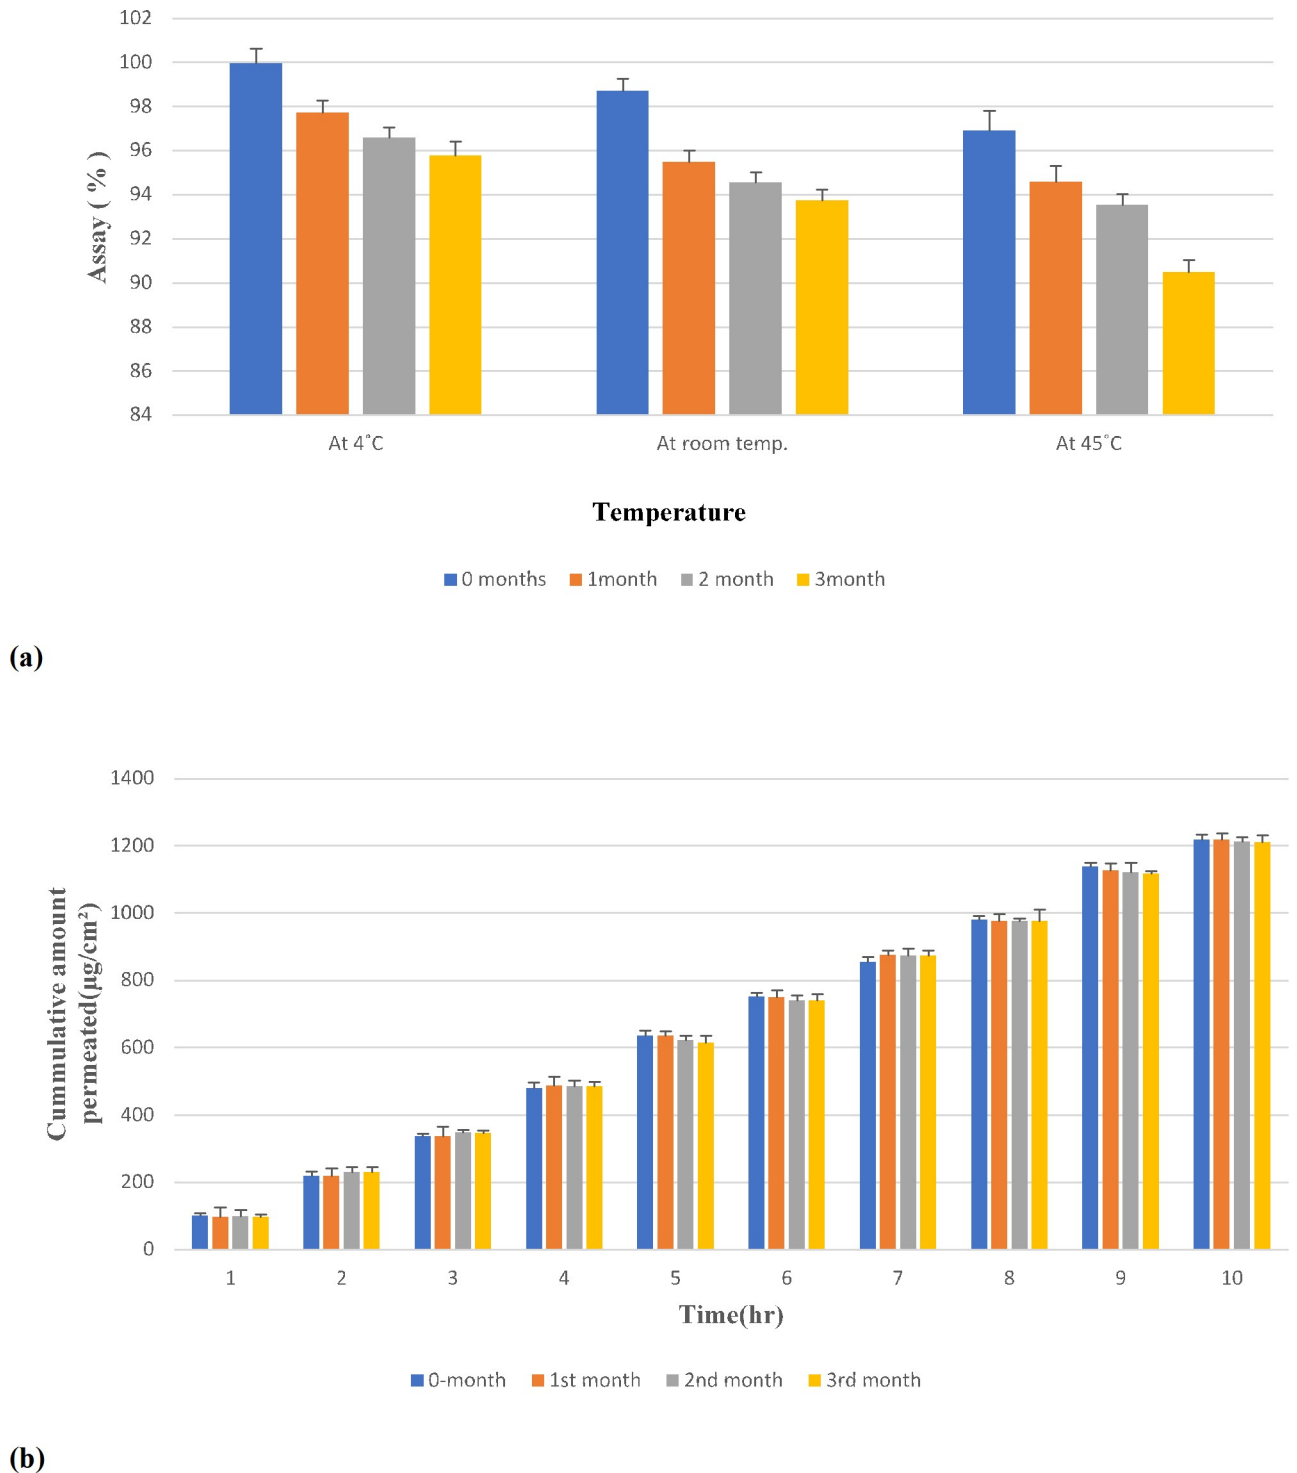 102
100
98
96
94
92
90
88
86
84
Assay ( % )
At 4˚C At room temp. At 45˚C
Temperature
0 months 1month 2 month 3month
(a)
1400
1200
1000
800
600
400
200
0
Cummulative amount
permeated(µg/cm²)
1 2 3 4 5 6 7 8 9 10
Time(hr)
0-month 1st month 2nd month 3rd month
(b)